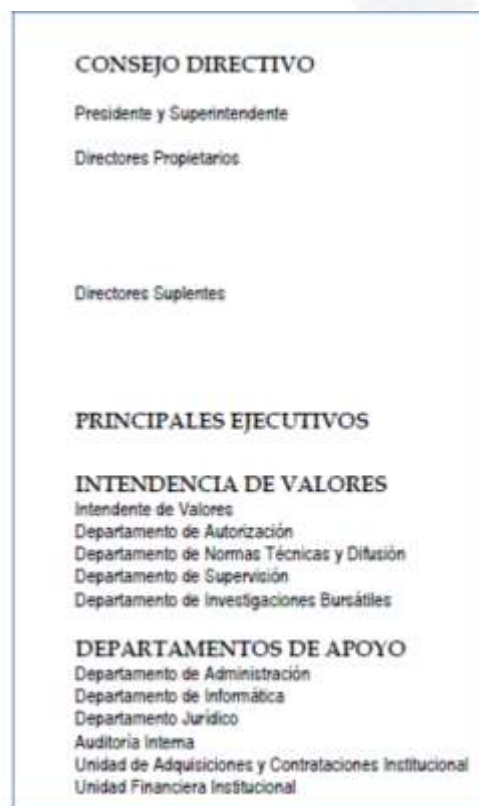 CONSEJO DIRECTIVO
Presidente y Superintendente
Directores Propietarios
Directores Suplentes
PRINCIPALES EJECUTIVOS
INTENDENCIA DE VALORES
Intendente de Valores
Departamento de Autorización
Departamento de Normas Técnicas y Difusión
Departamento de Supervisión
Departamento de Investigaciones Bursátiles
DEPARTAMENTOS DE APOYO
Departamento de Administración
Departamento de Informática
Departamento Jurídico
Auditoría Interna
Unidad de Adquisiciones y Contrataciones Institucional
Unidad Financiera Institucional